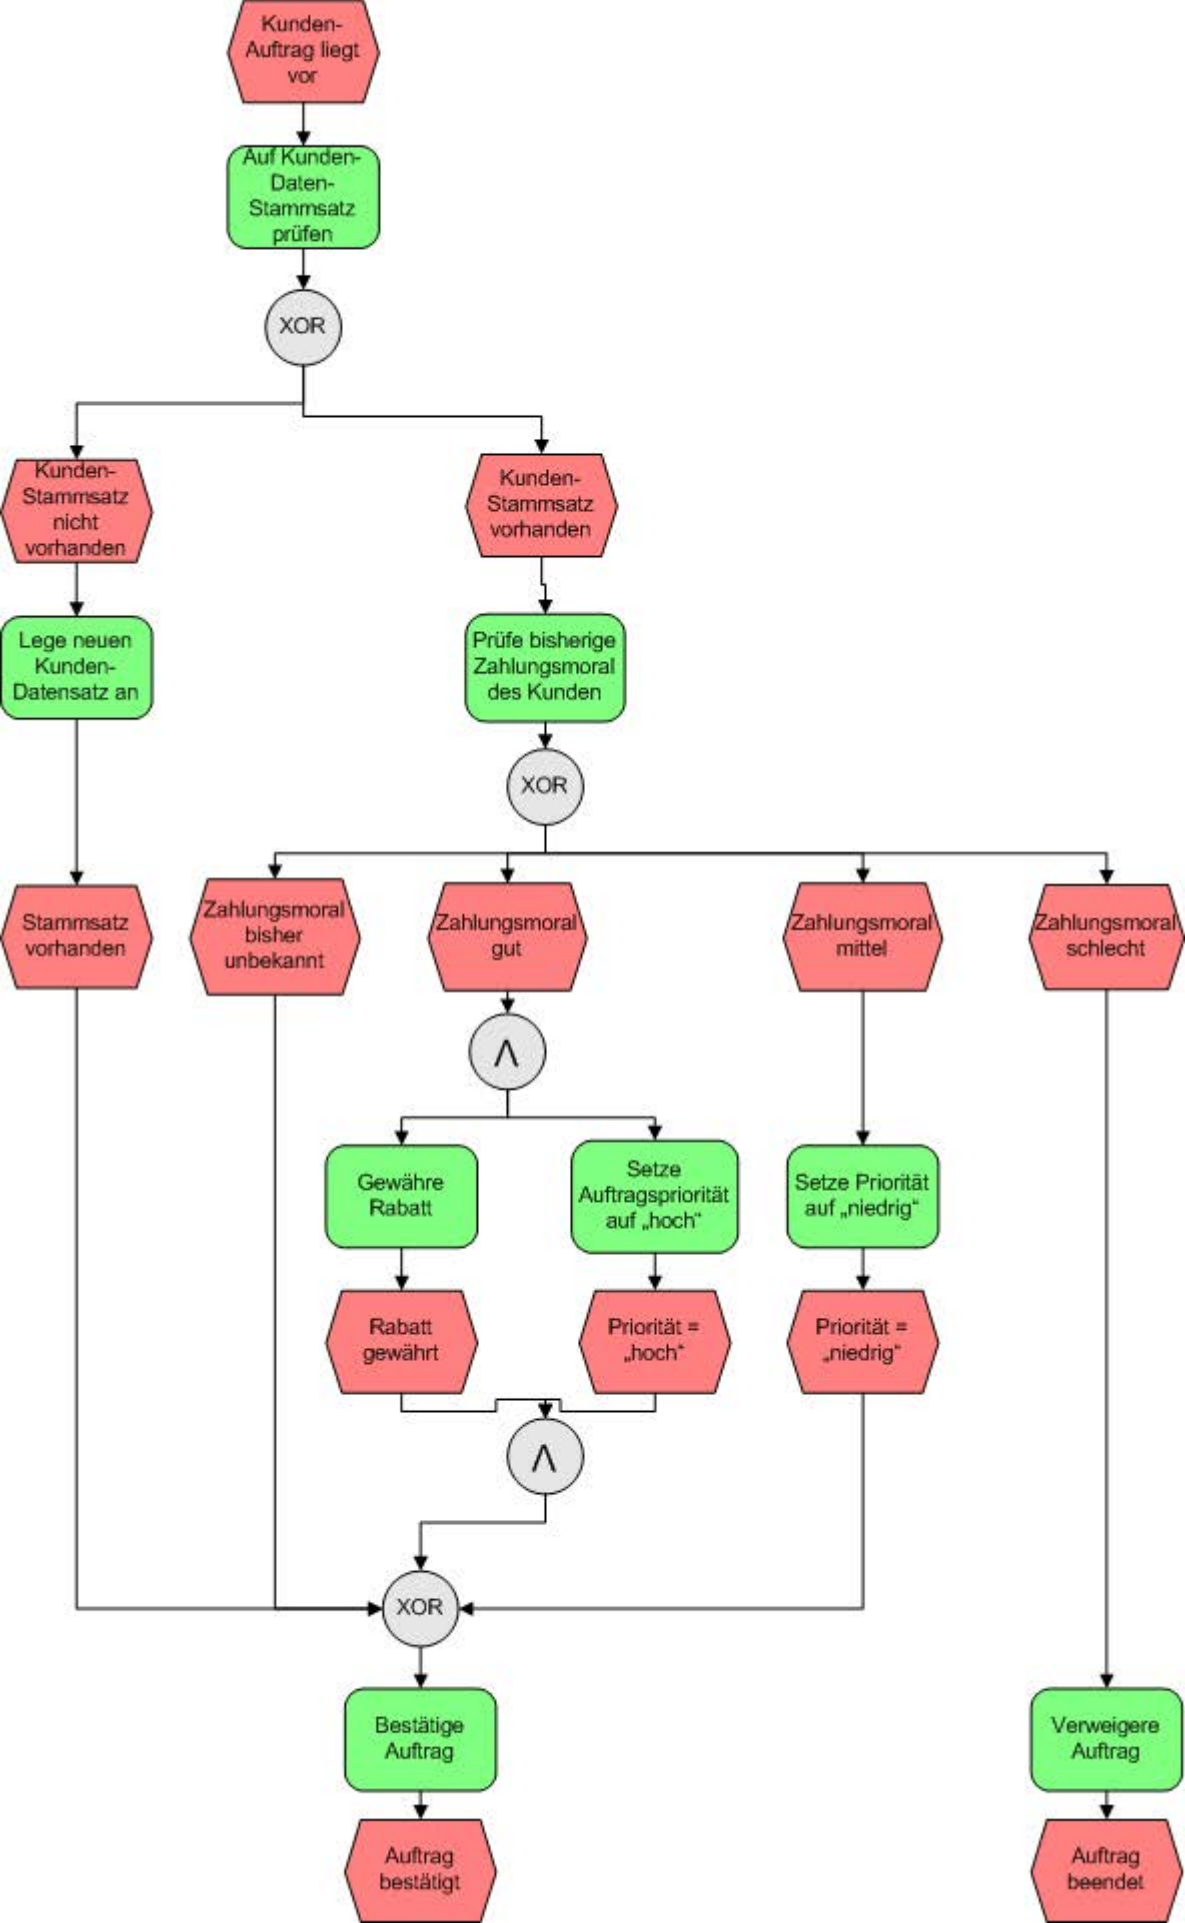 Kunden-
Auftrag liegt
vor
Auf Kunden-
Daten-
Stammsatz
prüfen
XOR
Kunden-
Stammsatz
nicht
vorhanden
Kunden-
Stammsatz
vorhanden
Lege neuen
Kunden-
Datensatz an
Prüfe bisherige
Zahlungsmoral
des Kunden
XOR
Stammsatz
vorhanden
Zahlungsmoral
bisher
unbekannt
Zahlungsmoral
gut
Zahlungsmoral
mittel
Zahlungsmoral
schlecht
Λ
Gewähre
Rabatt
Setze
Auftragspriorität
auf „hoch“
Setze Priorität
auf „niedrig“
Rabatt
gewährt
Priorität =
„hoch“
Priorität =
„niedrig“
Λ
XOR
Bestätige
Auftrag
Verweigere
Auftrag
Auftrag
bestätigt
Auftrag
beendet